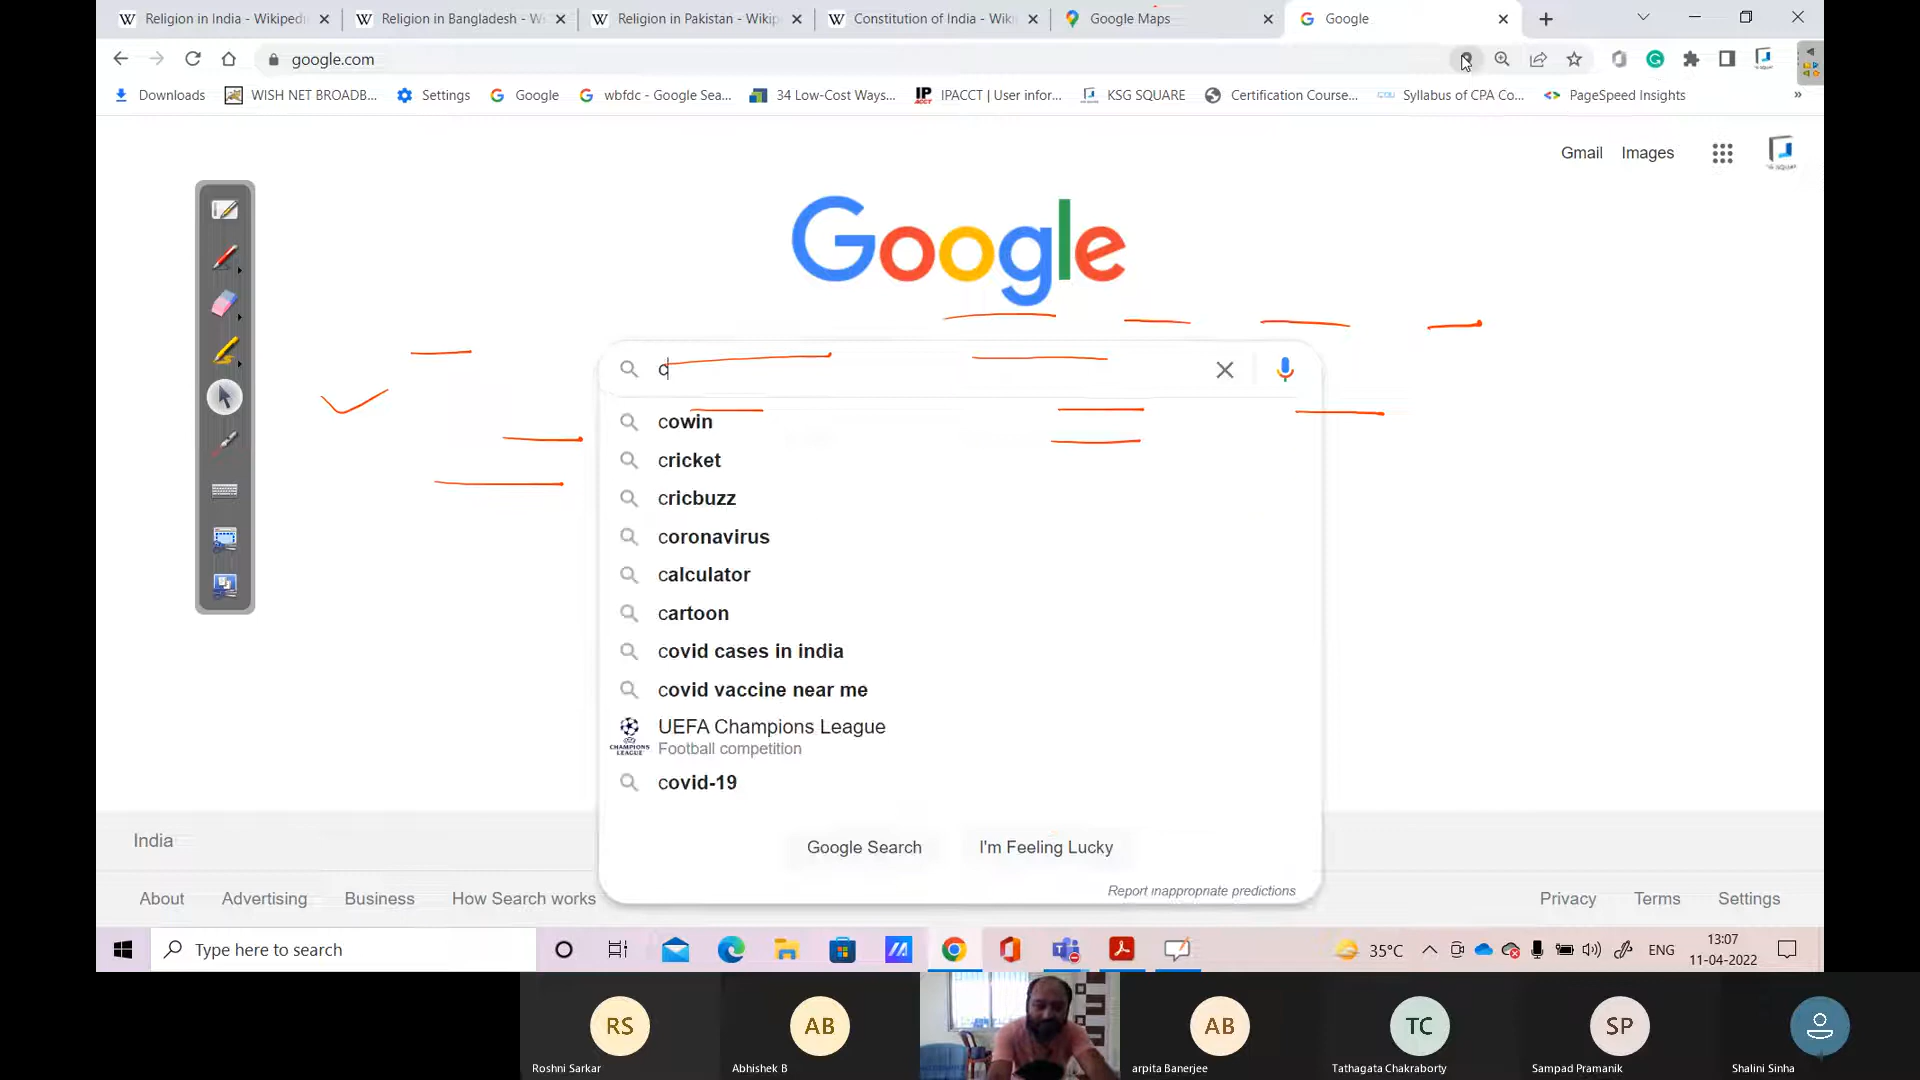 Religion in India - Wikiped
Religion in Bangladesh - W
Religion in Pakistan - Wikip
Constitution of India - Wiki
Google Maps
Google
google.com
Downloads
WISH NET BROADB...
Settings
Google
wbfdc - Google Sea...
34 Low-Cost Ways...
IPACCT | User infor...
KSG SQUARE
Certification Course...
Syllabus of CPA Co...
PageSpeed Insights
»
Gmail
Images
Google
c
cowin
cricket
cricbuzz
coronavirus
calculator
cartoon
covid cases in india
covid vaccine near me
UEFA Champions League
CHAMPIONS
LEAGUE
Football competition
covid-19
Google Search
I'm Feeling Lucky
Report inappropriate predictions
India
About
Advertising
Business
How Search works
Privacy
Terms
Settings
Type here to search
35°C
ENG
13:07
11-04-2022
RS
AB
AB
TC
SP
Roshni Sarkar
Abhishek B
arpita Banerjee
Tathagata Chakraborty
Sampad Pramanik
Shalini Sinha